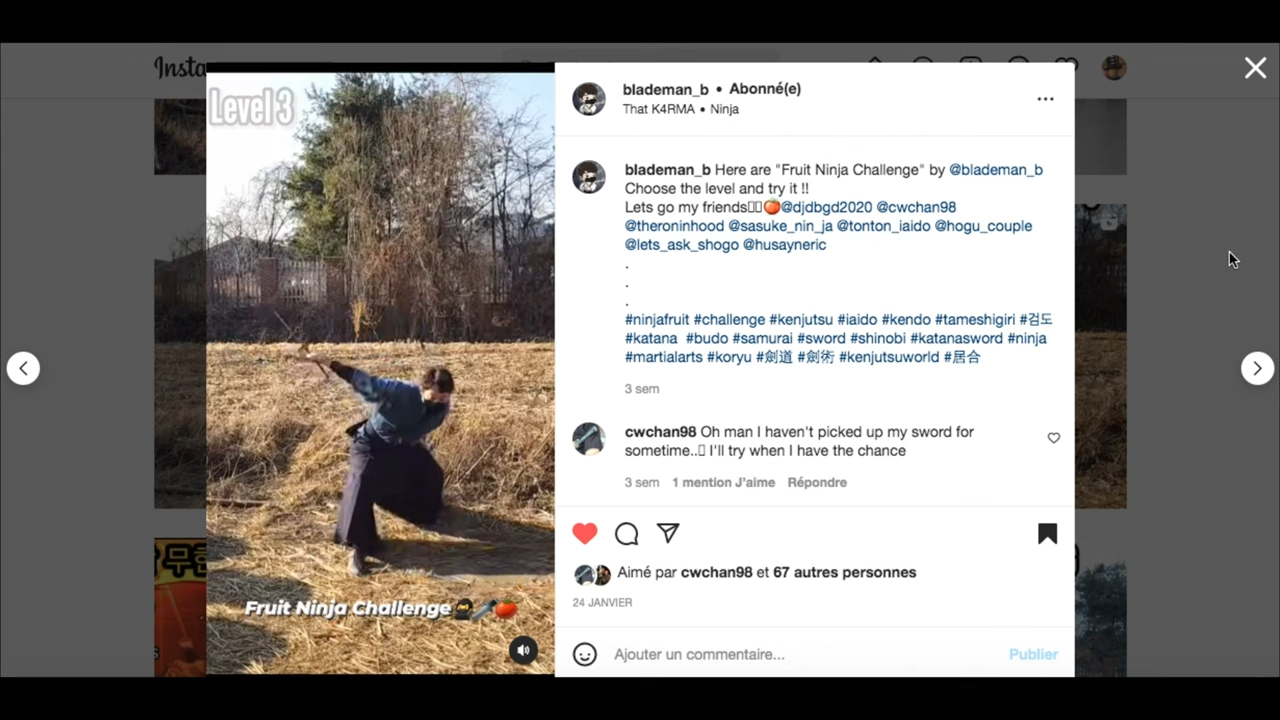 Insta
Level 3
Fruit Ninja Challenge
blademan_b • Abonné(e)
That K4RMA • Ninja
blademan_b Here are "Fruit Ninja Challenge" by @blademan_b
Choose the level and try it !!
Lets go my friends🍅@djdbgd2020 @cwchan98
@theroninhood @sasuke_nin_ja @tonton_iaido @hogu_couple
@lets_ask_shogo @husayneric
.
.
.
#ninjafruit #challenge #kenjutsu #iaido #kendo #tameshigiri #검도
#katana #budo #samurai #sword #shinobi #katanasword #ninja
#martialarts #koryu #劍道 #劍術 #kenjutsuworld #居合
3 sem
cwchan98 Oh man I haven't picked up my sword for
sometime.. I'll try when I have the chance
3 sem 1 mention J'aime Répondre
Aimé par cwchan98 et 67 autres personnes
24 JANVIER
Ajouter un commentaire... Publier